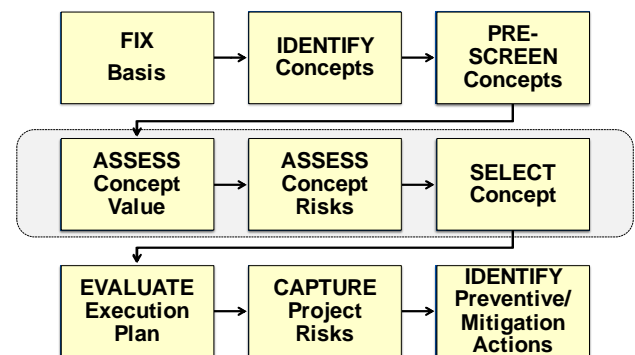 FIX
Basis
IDENTIFY
Concepts
PRE-
SCREEN
Concepts
ASSESS
Concept
Value
ASSESS
Concept
Risks
SELECT
Concept
EVALUATE
Execution
Plan
CAPTURE
Project
Risks
IDENTIFY
Preventive/
Mitigation
Actions